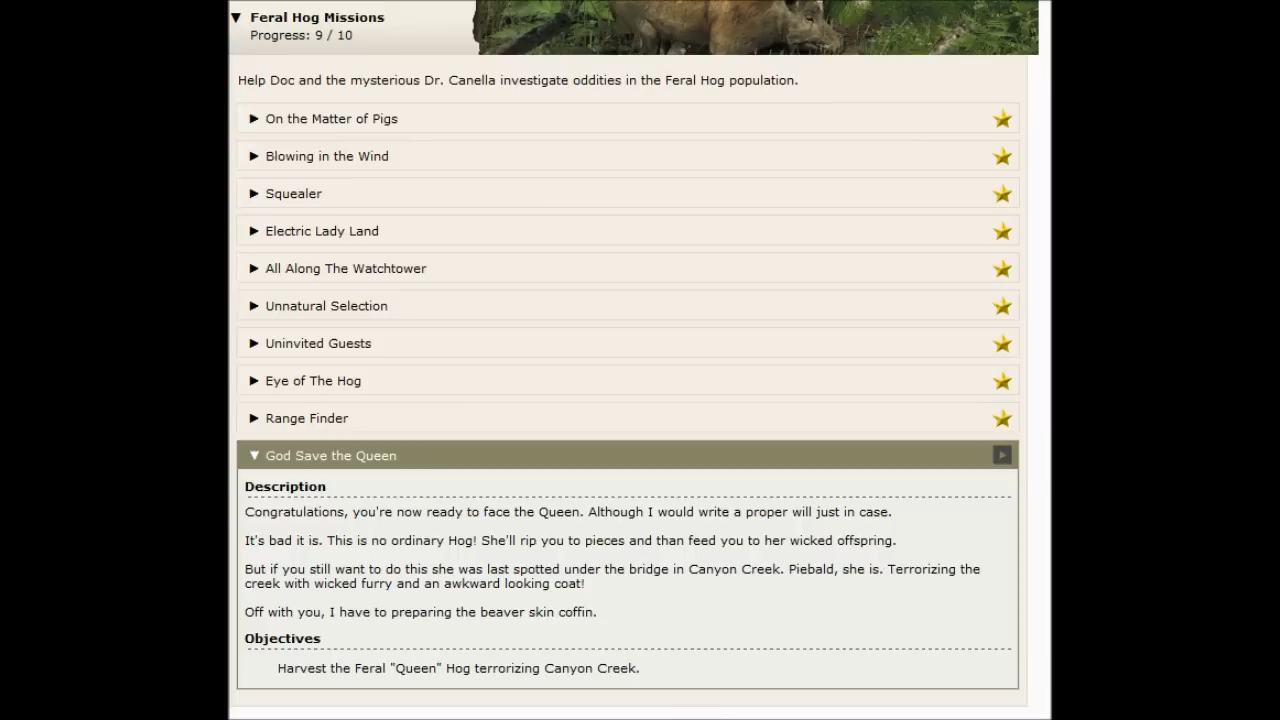 Feral Hog Missions
Progress: 9 / 10
Help Doc and the mysterious Dr. Canella investigate oddities in the Feral Hog population.
On the Matter of Pigs
Blowing in the Wind
Squealer
Electric Lady Land
All Along The Watchtower
Unnatural Selection
Uninvited Guests
Eye of The Hog
Range Finder
God Save the Queen
Description
Congratulations, you're now ready to face the Queen. Although I would write a proper will just in case.
It's bad it is. This is no ordinary Hog! She'll rip you to pieces and than feed you to her wicked offspring.
But if you still want to do this she was last spotted under the bridge in Canyon Creek. Piebald, she is. Terrorizing the
creek with wicked furry and an awkward looking coat!
Off with you, I have to preparing the beaver skin coffin.
Objectives
Harvest the Feral "Queen" Hog terrorizing Canyon Creek.